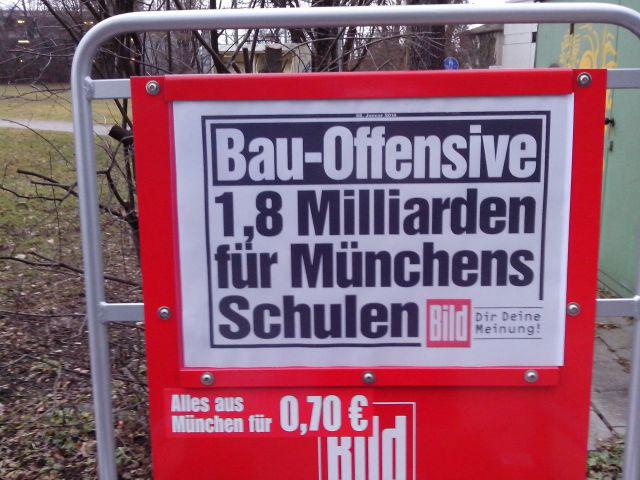 Bau-Offensive
1,8 Milliarden
für Münchens
Schulen
Bild
Dir Deine
Meinung!
Alles aus
München für
0,70 €
Bild